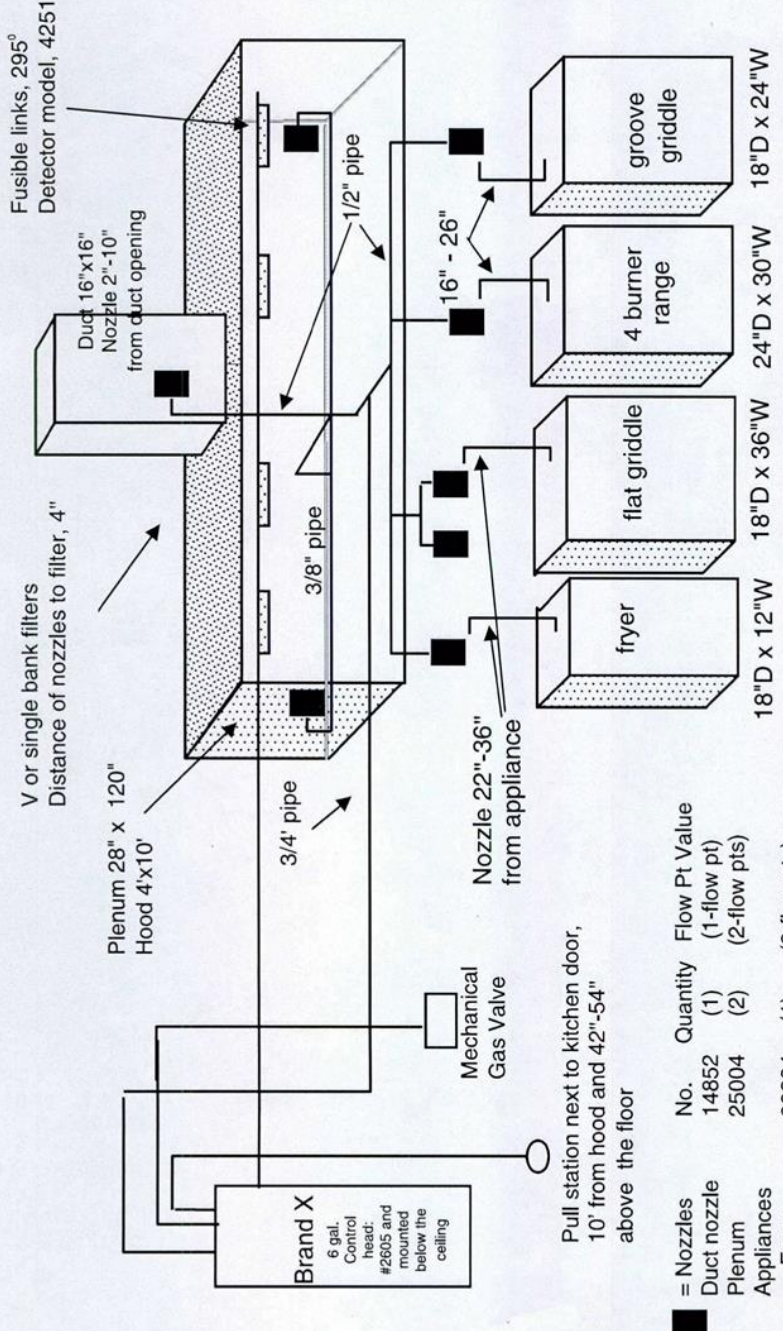 Fusible links, 295°
Detector model, 4251
V or single bank filters
Distance of nozzles to filter, 4"
Duct 16"x16"
Nozzle 2"-10"
from duct opening
Plenum 28" x 120"
Hood 4'x10'
3/4' pipe
3/8" pipe
1/2" pipe
Brand X
6 gal.
Control
head:
#2605 and
mounted
below the
ceiling
Mechanical
Gas Valve
Nozzle 22"-36"
from appliance
16" - 26"
Pull station next to kitchen door,
10' from hood and 42"-54"
above the floor
fryer
flat griddle
4 burner
range
groove
griddle
18"D x 12"W
18"D x 36"W
24"D x 30"W
18"D x 24"W
= Nozzles No. Quantity Flow Pt Value
Duct nozzle 14852 (1) (1-flow pt)
Plenum 25004 (2) (2-flow pts)
Appliances